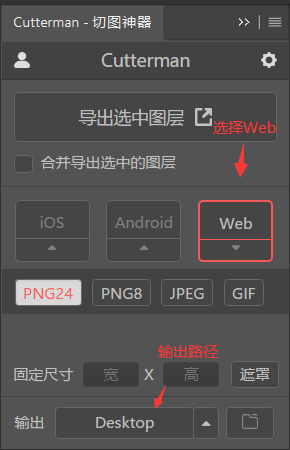 Cutterman - 切图神器
Cutterman
导出选中图层
选择Web
合并导出选中的图层
iOS Android Web
PNG24 PNG8 JPEG GIF
输出路径
固定尺寸 宽 X 高 遮罩
输出 Desktop